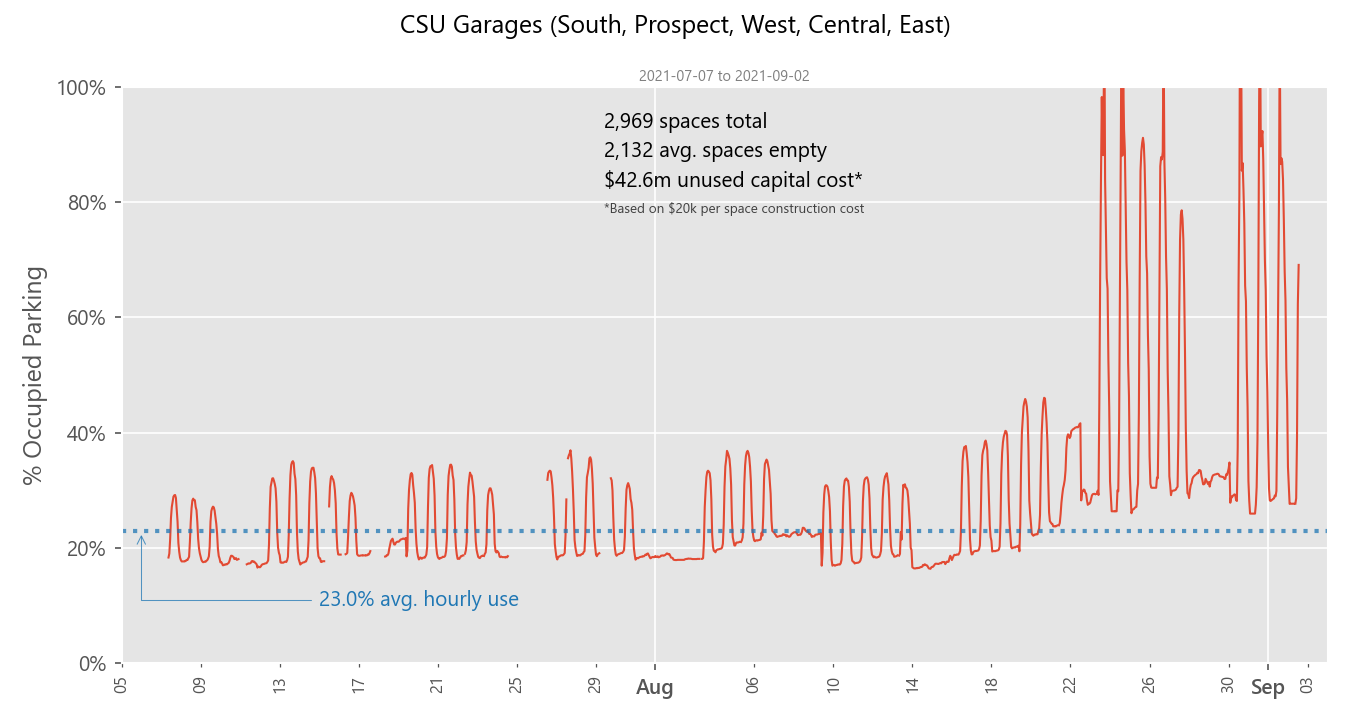 CSU Garages (South, Prospect, West, Central, East)
2021-07-07 to 2021-09-02
100%
80%
60%
40%
20%
0%
% Occupied Parking
2,969 spaces total
2,132 avg. spaces empty
$42.6m unused capital cost*
*Based on $20k per space construction cost
23.0% avg. hourly use
05 09 13 17 21 25 29 Aug 06 10 14 18 22 26 30 Sep 03